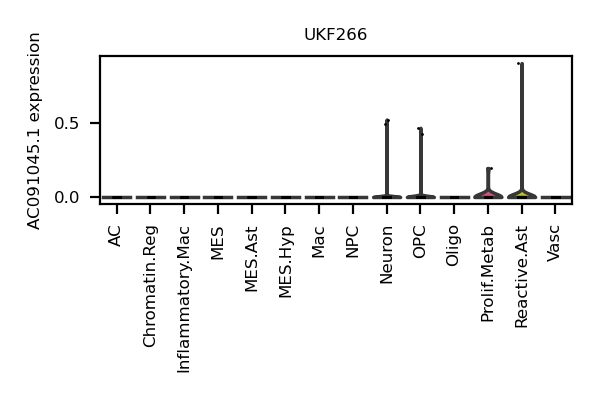 UKF266
AC091045.1 expression
0.5
0.0
AC
Chromatin.Reg
Inflammatory.Mac
MES
MES.Ast
MES.Hyp
Mac
NPC
Neuron
OPC
Oligo
Prolif.Metab
Reactive.Ast
Vasc